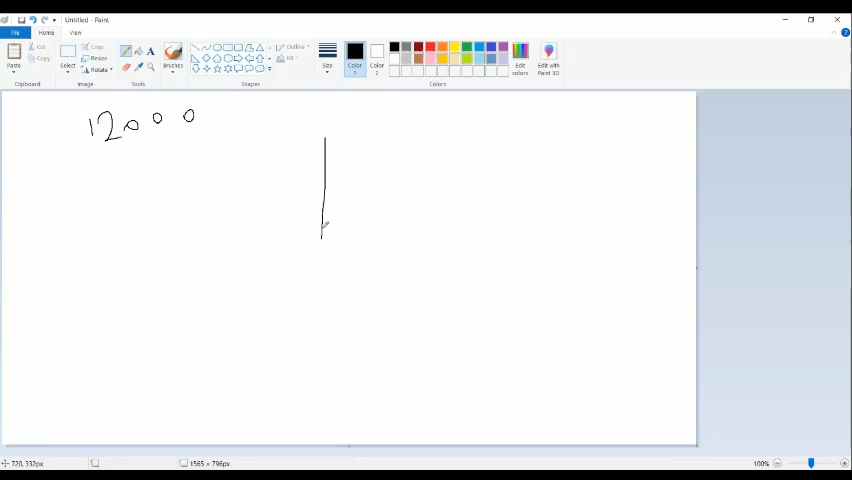 Untitled - Paint
File Home View
Paste Cut Copy Clipboard
Select Crop Resize Rotate Image
Tools
Brushes
Outline Fill Shapes
Size
Color 1 Color 2 Edit colors Edit with Paint 3D Colors
12000
720, 332px 1565 × 796px 100%